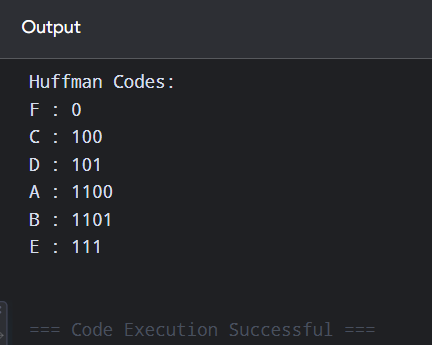 Output
Huffman Codes:
F : 0
C : 100
D : 101
A : 1100
B : 1101
E : 111
=== Code Execution Successful ===